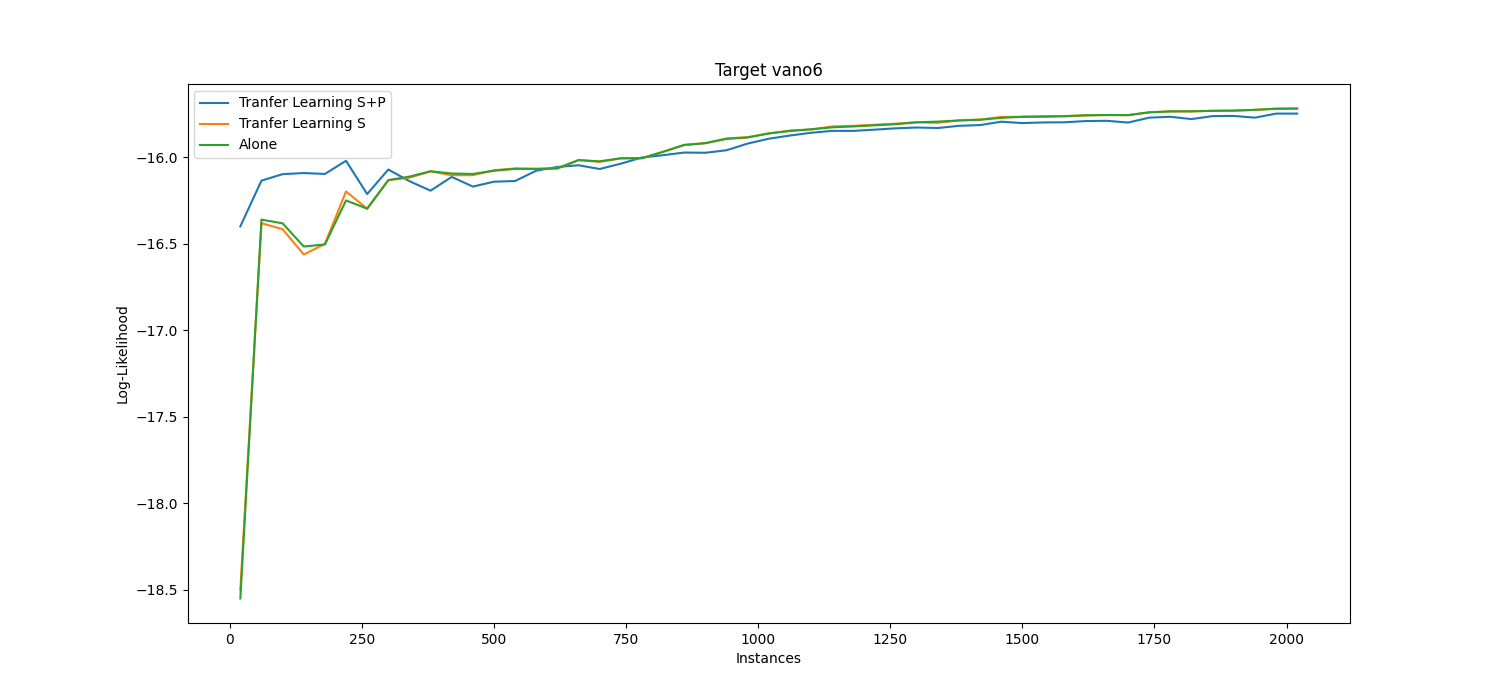 Target vano6
Tranfer Learning S+P
Tranfer Learning S
Alone
Log-Likelihood
−16.0
−16.5
−17.0
−17.5
−18.0
−18.5
0 250 500 750 1000 1250 1500 1750 2000
Instances